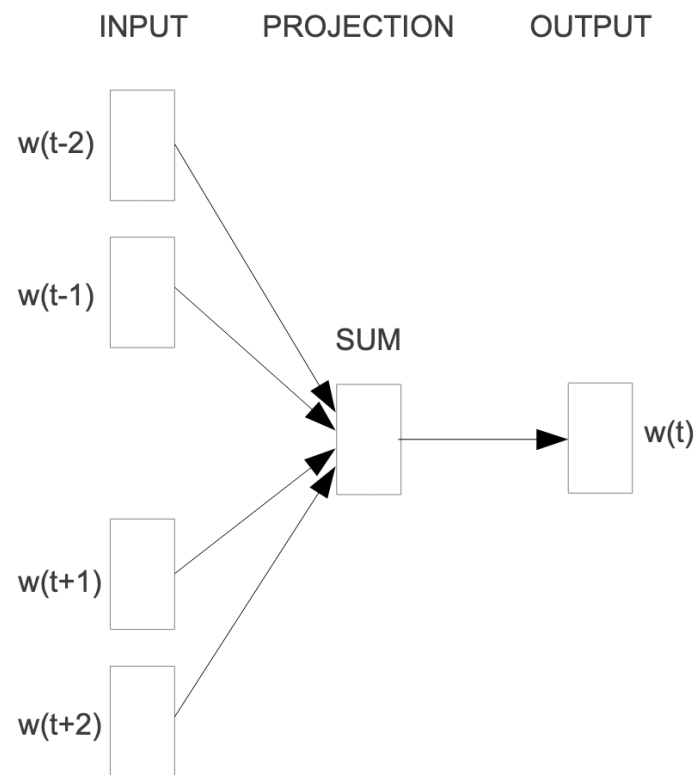 INPUT PROJECTION OUTPUT
w(t-2)
w(t-1)
SUM
w(t)
w(t+1)
w(t+2)